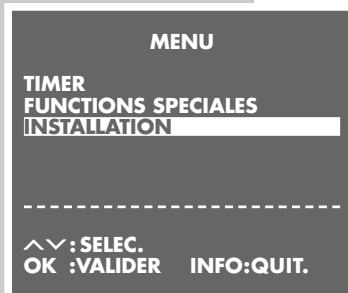 MENU
TIMER
FUNCTIONS SPECIALES
INSTALLATION
: SELEC.
OK :VALIDER INFO:QUIT.